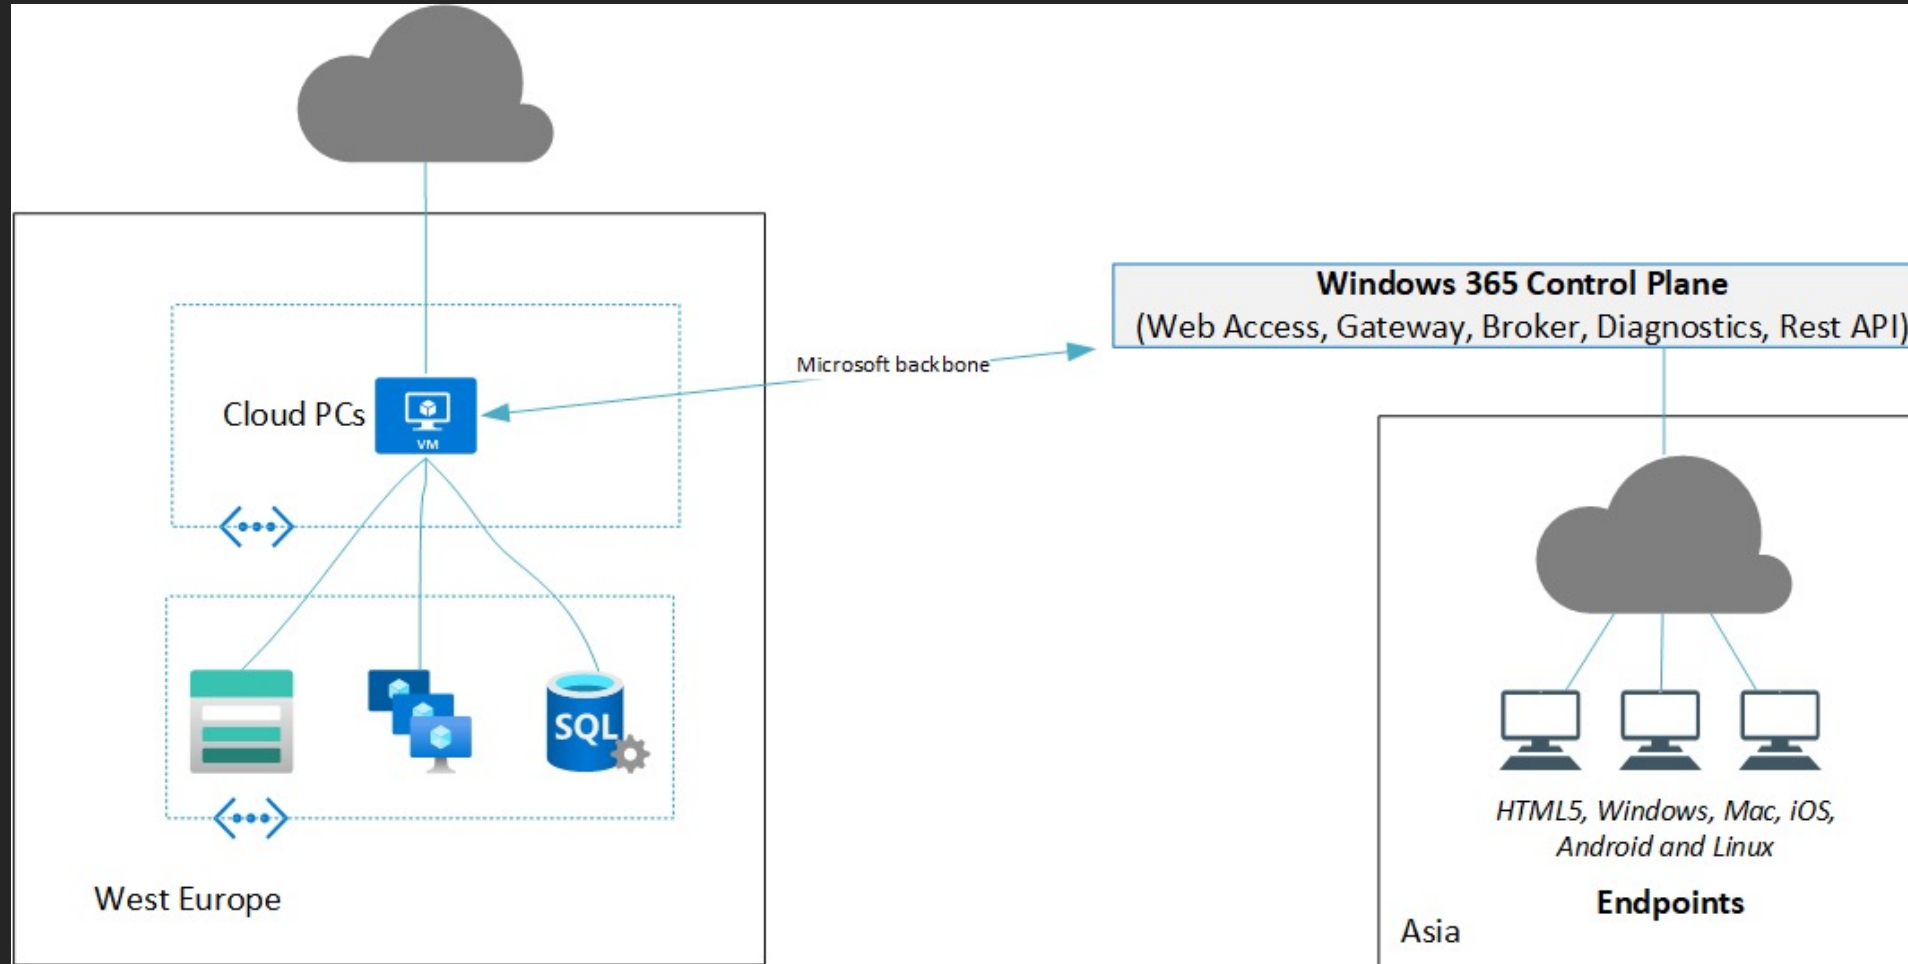 Windows 365 Control Plane
(Web Access, Gateway, Broker, Diagnostics, Rest API)
Microsoft backbone
Cloud PCs
VM
SQL
West Europe
HTML5, Windows, Mac, iOS,
Android and Linux
Endpoints
Asia